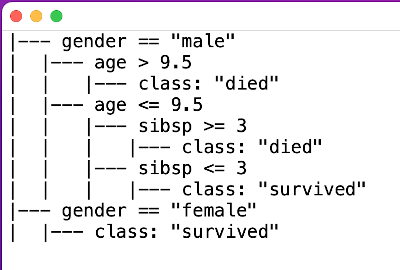 |--- gender == "male"
|   |--- age > 9.5
|   |   |--- class: "died"
|   |--- age <= 9.5
|   |   |--- sibsp >= 3
|   |   |   |--- class: "died"
|   |   |--- sibsp <= 3
|   |   |   |--- class: "survived"
|--- gender == "female"
|   |--- class: "survived"